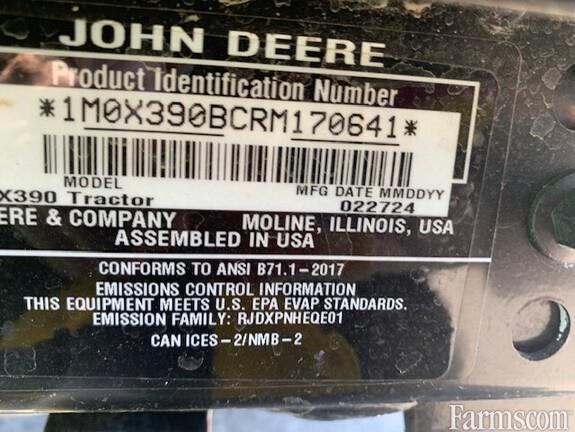 JOHN DEERE
Product Identification Number
*1M0X390BCRM170641*
MODEL MFG DATE MMDDYY
X390 Tractor 022724
ERE & COMPANY MOLINE, ILLINOIS, USA
ASSEMBLED IN USA
CONFORMS TO ANSI B71.1-2017
EMISSIONS CONTROL INFORMATION
THIS EQUIPMENT MEETS U.S. EPA EVAP STANDARDS.
EMISSION FAMILY: RJDXPNHEQE01
CAN ICES-2/NMB-2
Farms.com®